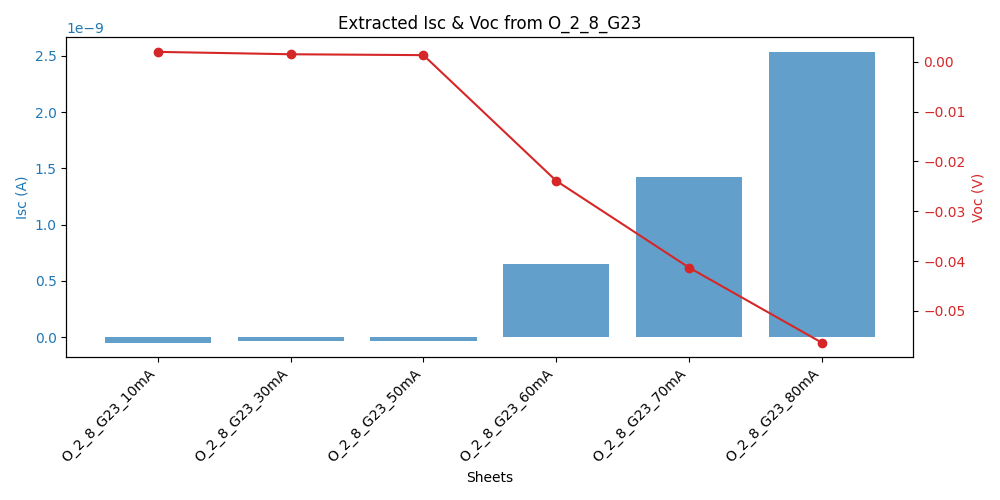 Extracted Isc & Voc from O_2_8_G23
1e−9
2.5
2.0
1.5
1.0
0.5
0.0
Isc (A)
0.00
−0.01
−0.02
−0.03
−0.04
−0.05
Voc (V)
O_2_8_G23_10mA
O_2_8_G23_30mA
O_2_8_G23_50mA
O_2_8_G23_60mA
O_2_8_G23_70mA
O_2_8_G23_80mA
Sheets